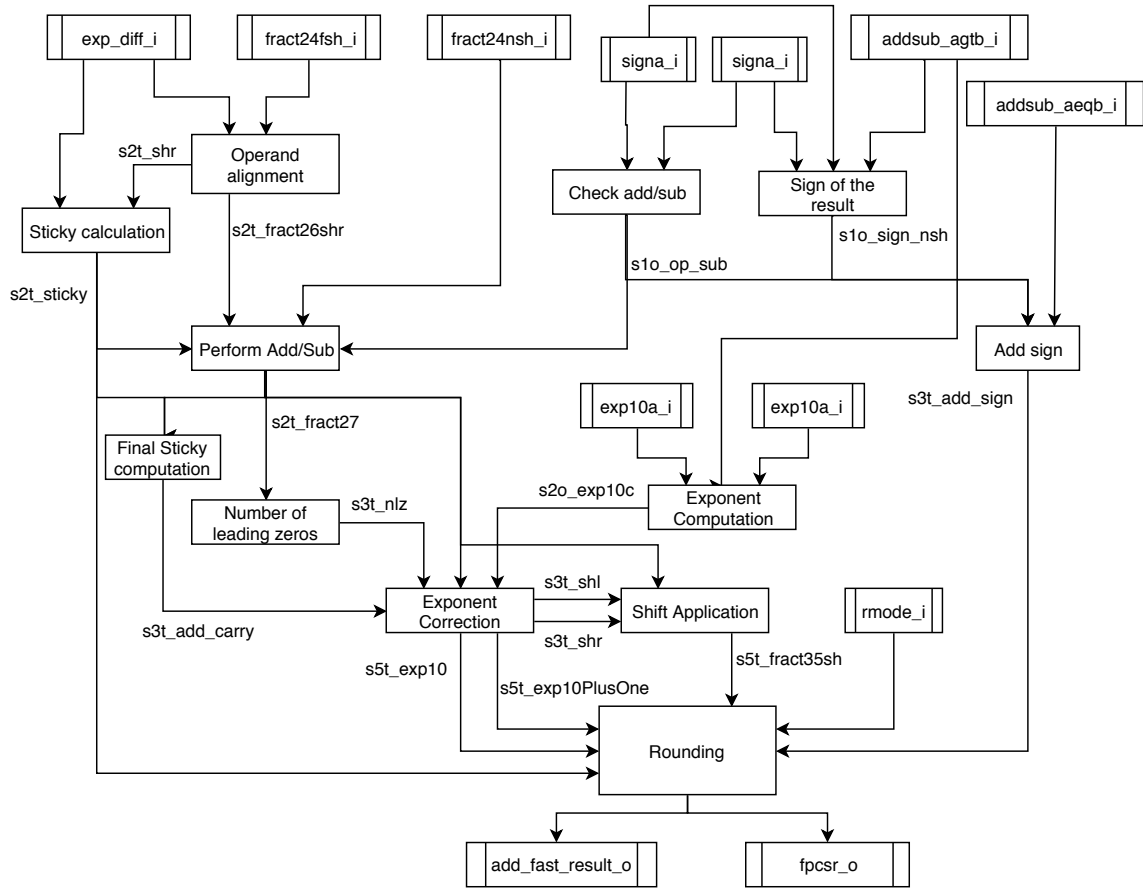 exp_diff_i
fract24fsh_i
fract24nsh_i
signa_i
signa_i
addsub_agtb_i
addsub_aeqb_i
s2t_shr
Operand
alignment
Check add/sub
Sign of the
result
Sticky calculation
s2t_fract26shr
s1o_sign_nsh
s1o_op_sub
s2t_sticky
Perform Add/Sub
Add sign
s3t_add_sign
exp10a_i
exp10a_i
s2t_fract27
Final Sticky
computation
s2o_exp10c
Exponent
Computation
Number of
leading zeros
s3t_nlz
s3t_shl
Exponent
Correction
Shift Application
rmode_i
s3t_add_carry
s3t_shr
s5t_exp10
s5t_fract35sh
s5t_exp10PlusOne
Rounding
add_fast_result_o
fpcsr_o